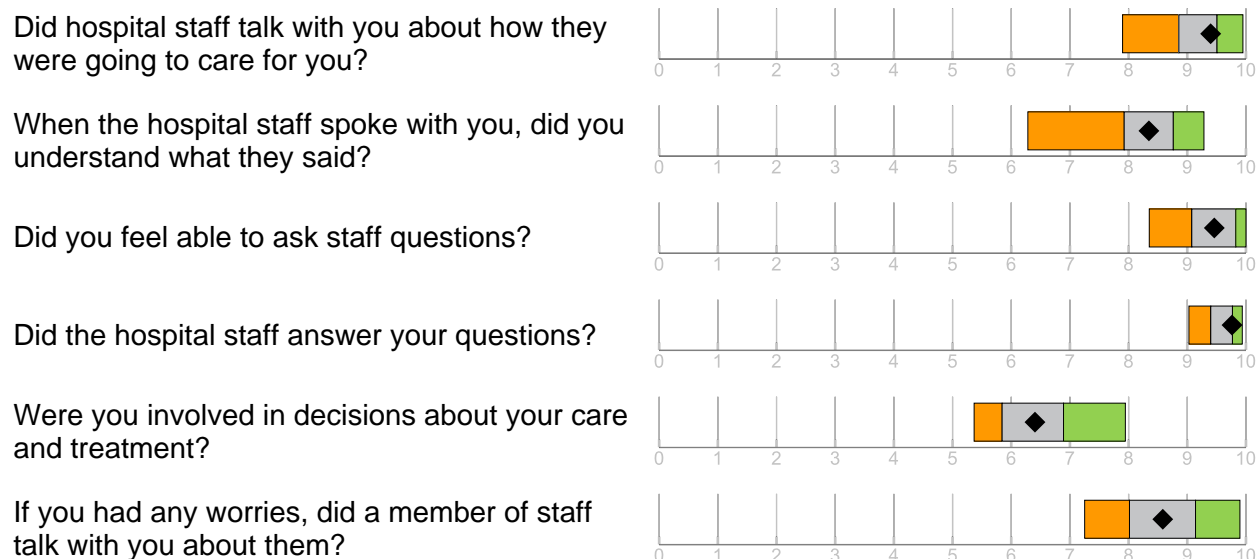 Did hospital staff talk with you about how they
were going to care for you?
0 1 2 3 4 5 6 7 8 9 10
When the hospital staff spoke with you, did you
understand what they said?
0 1 2 3 4 5 6 7 8 9 10
Did you feel able to ask staff questions?
0 1 2 3 4 5 6 7 8 9 10
Did the hospital staff answer your questions?
0 1 2 3 4 5 6 7 8 9 10
Were you involved in decisions about your care
and treatment?
0 1 2 3 4 5 6 7 8 9 10
If you had any worries, did a member of staff
talk with you about them?
0 1 2 3 4 5 6 7 8 9 10